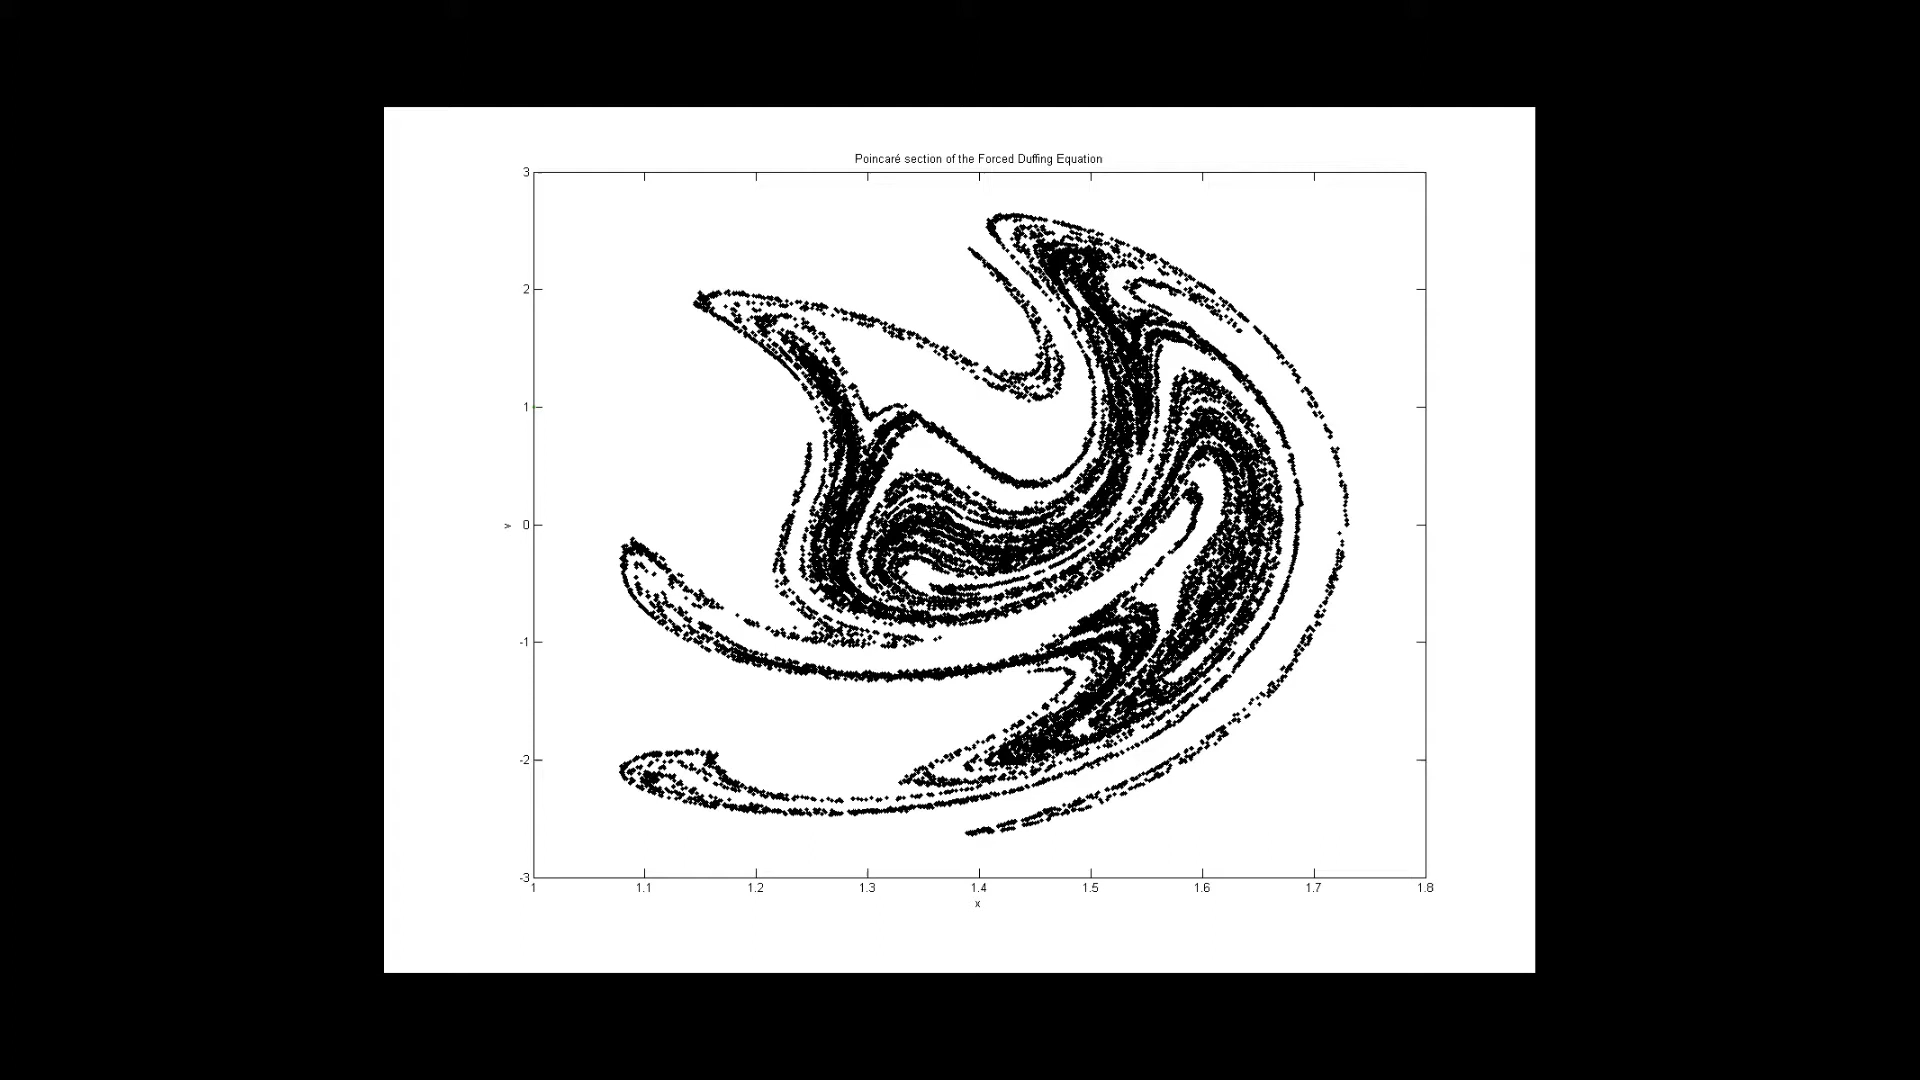 Poincaré section of the Forced Duffing Equation
3
2
1
0
-1
-2
-3
v
1 1.1 1.2 1.3 1.4 1.5 1.6 1.7 1.8
x